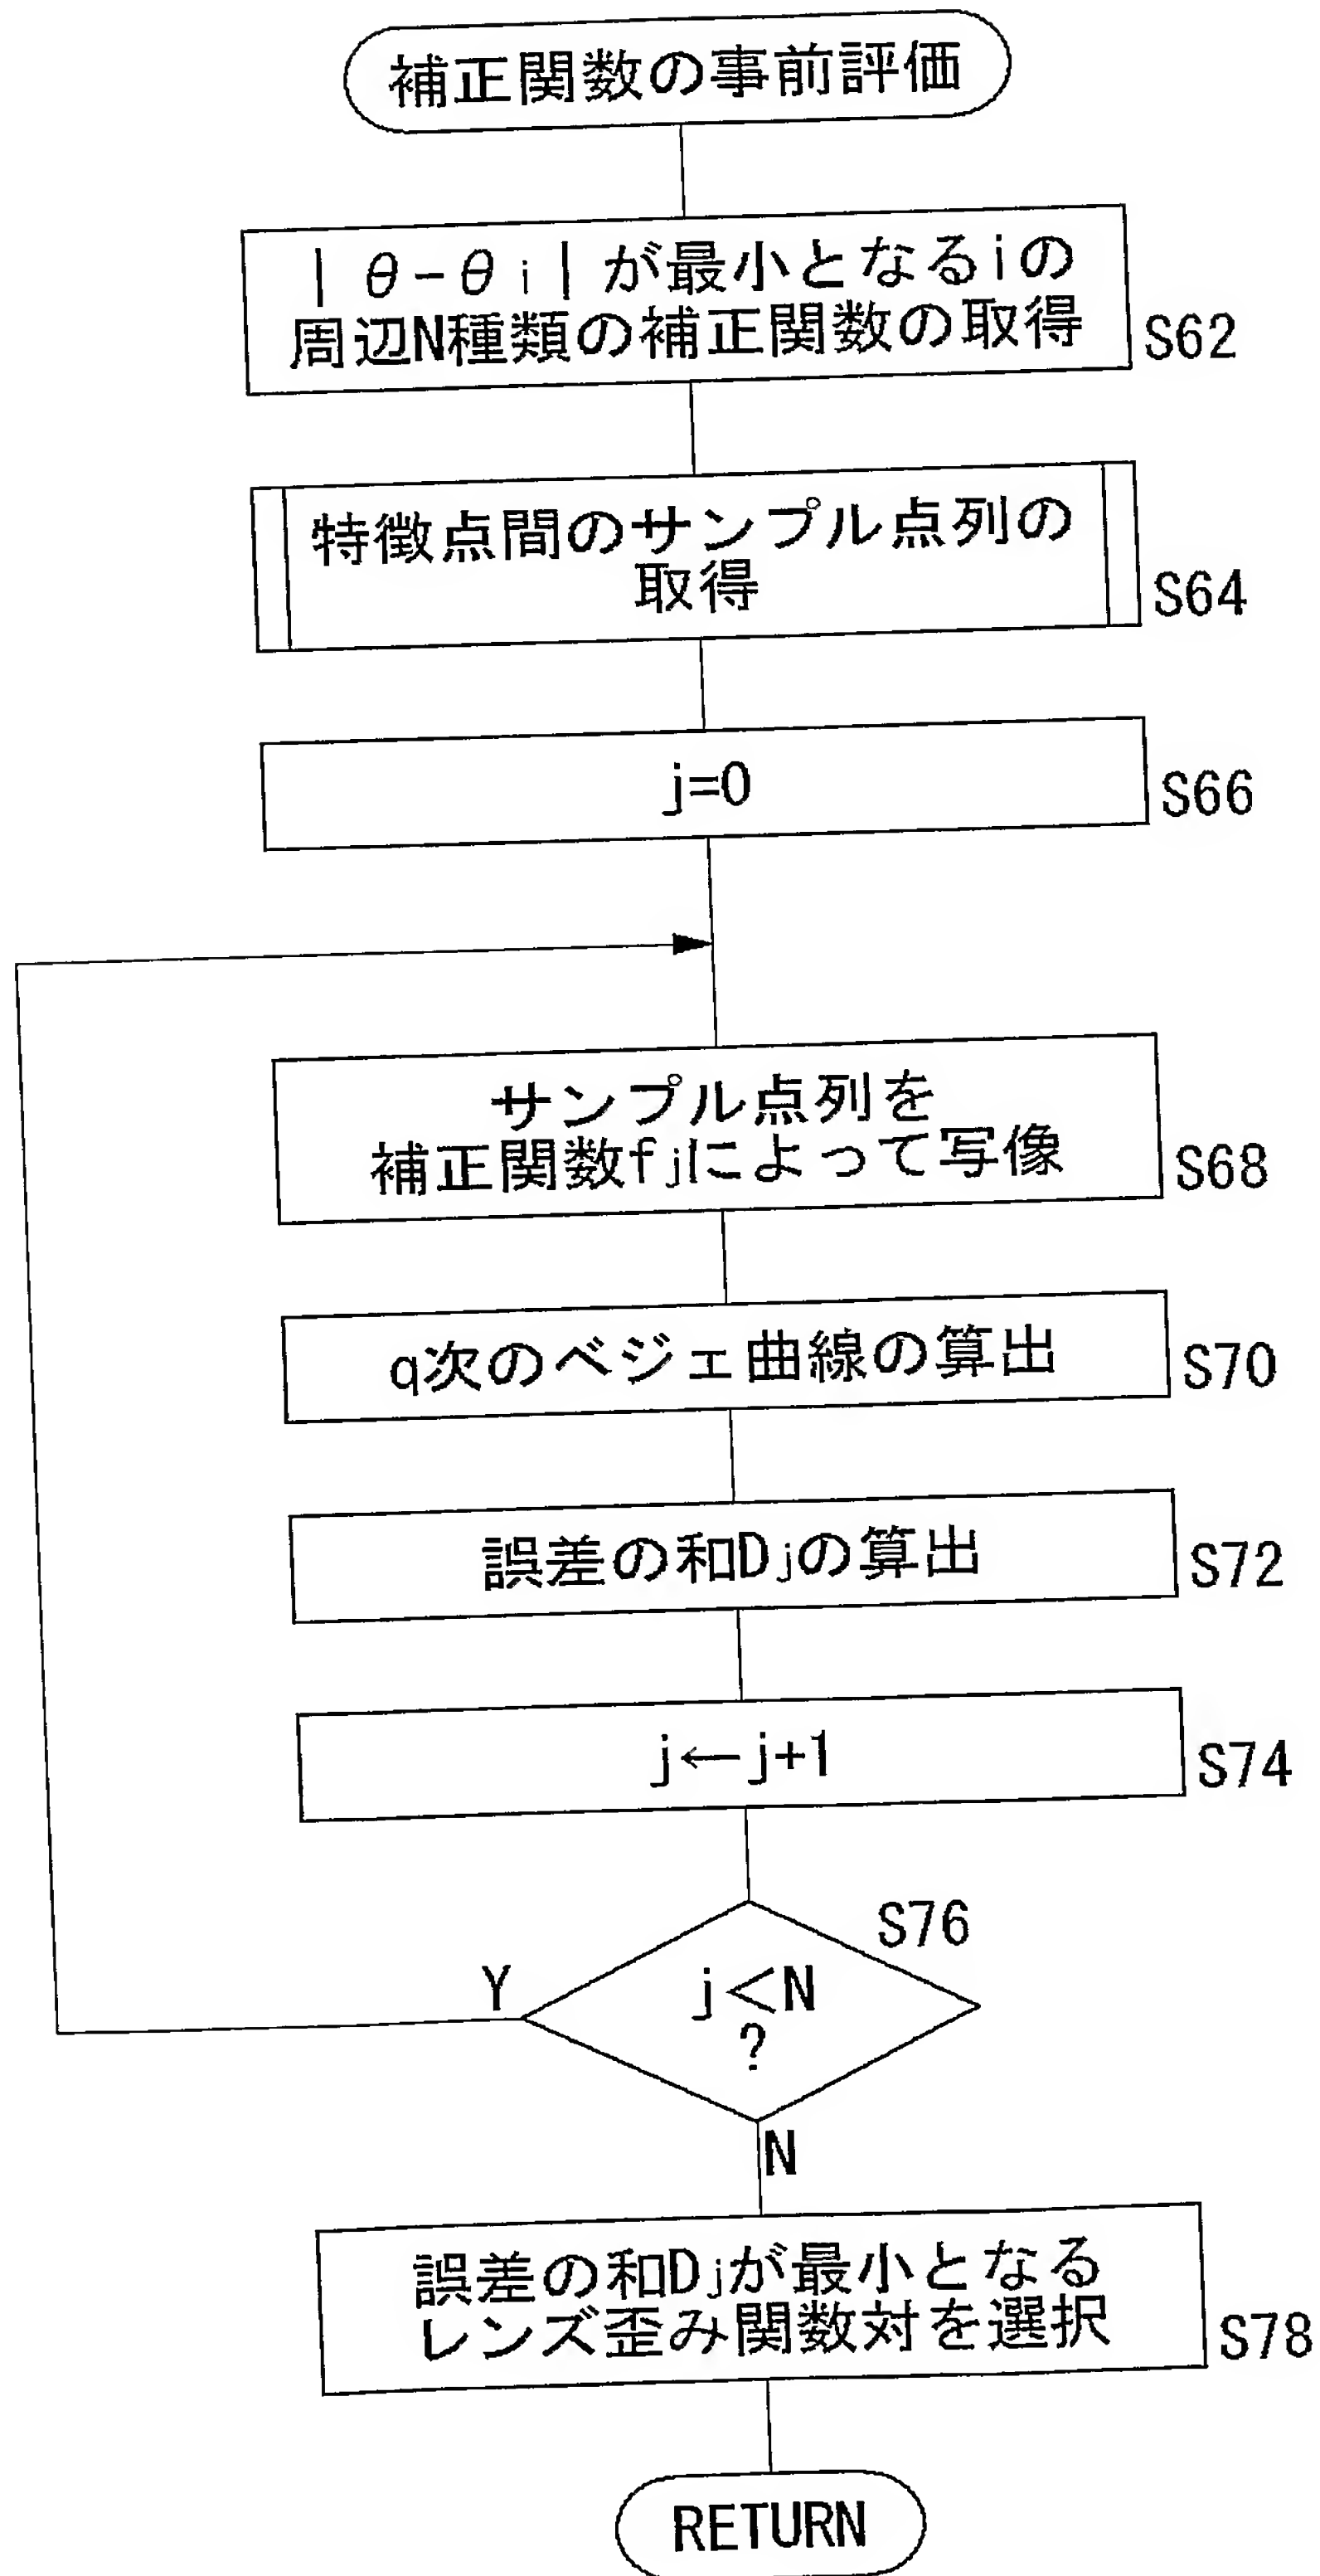 補正関数の事前評価
|θ-θi|が最小となるiの
周辺N種類の補正関数の取得
S62
特徴点間のサンプル点列の
取得
S64
j=0
S66
サンプル点列を
補正関数fjによって写像
S68
q次のベジェ曲線の算出
S70
誤差の和Djの算出
S72
j←j+1
S74
S76
Y
j<N
?
N
誤差の和Djが最小となる
レンズ歪み関数対を選択
S78
RETURN